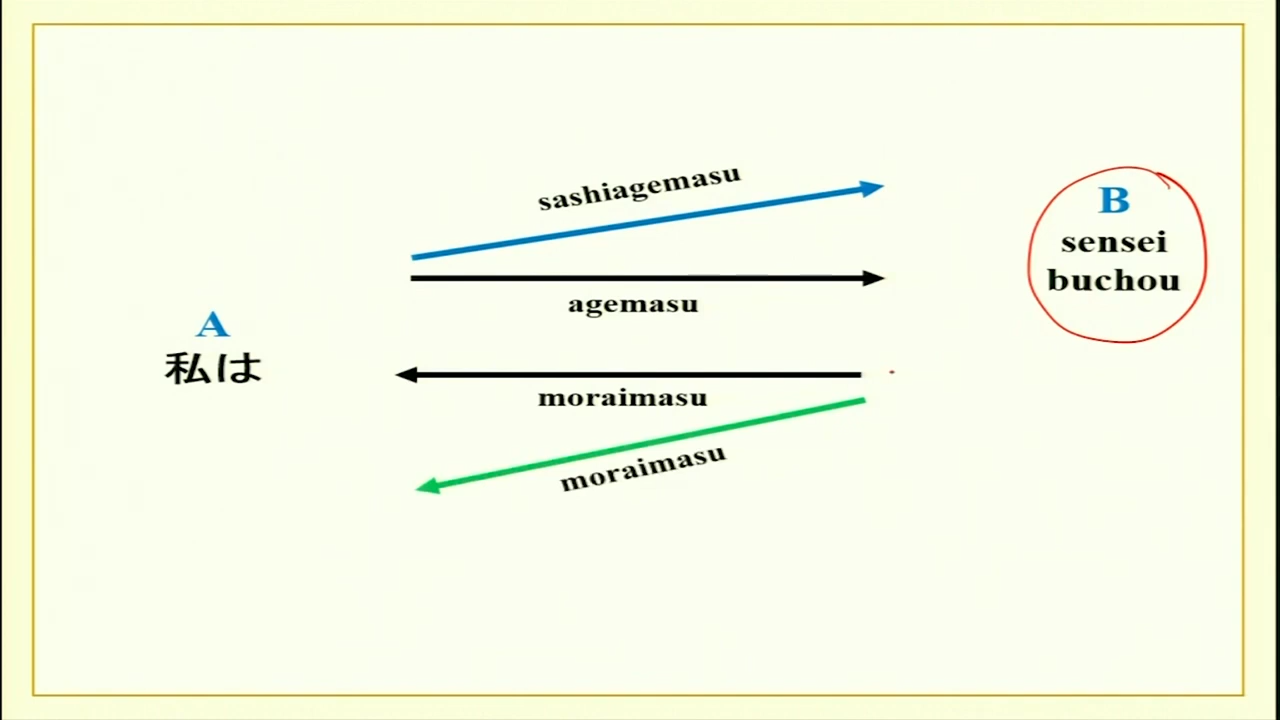 sashiagemasu
agemasu
A
私は
moraimasu
moraimasu
B
sensei
buchou